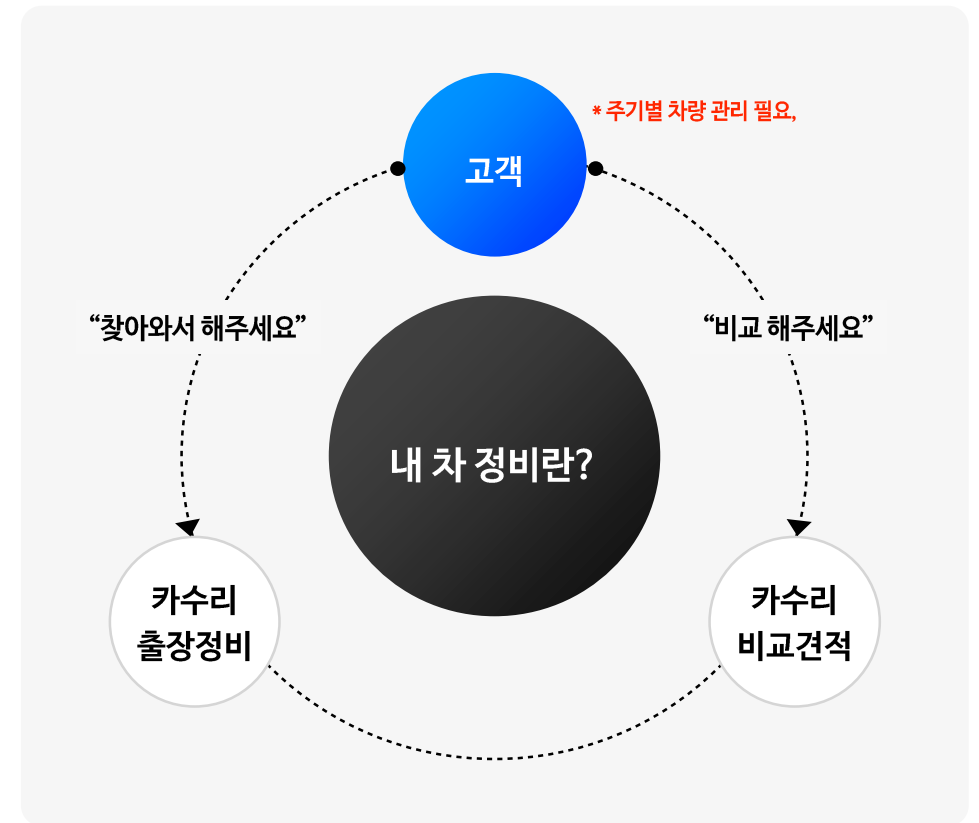 * 주기별 차량 관리 필요,
고객
“찾아와서 해주세요”
“비교 해주세요”
내 차 정비란?
카수리
출장정비
카수리
비교견적